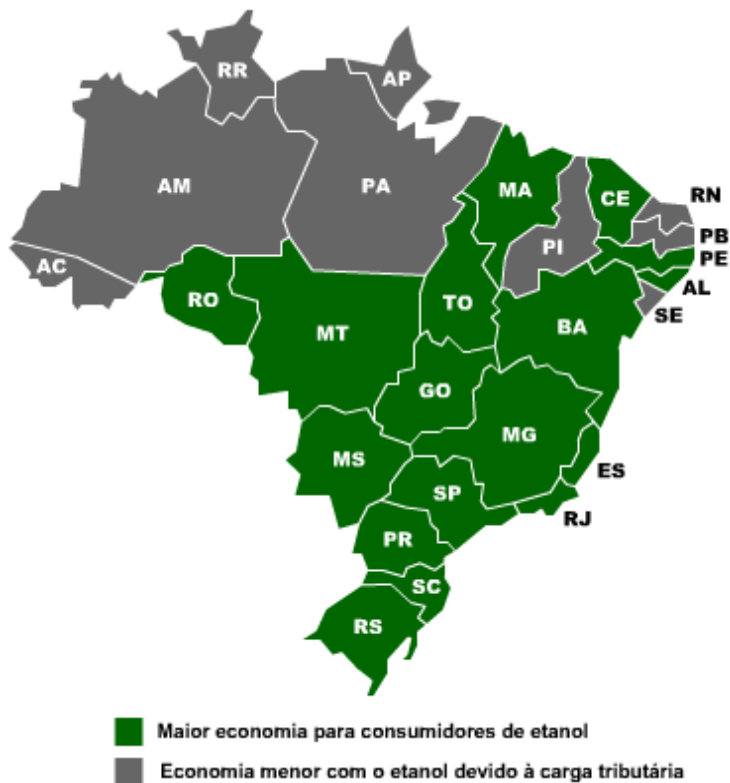 RR
AP
AM
PA
MA
CE
RN
PI
PB
AC
PE
RO
TO
AL
SE
MT
BA
GO
MG
MS
ES
SP
RJ
PR
SC
RS
Maior economia para consumidores de etanol
Economia menor com o etanol devido à carga tributária